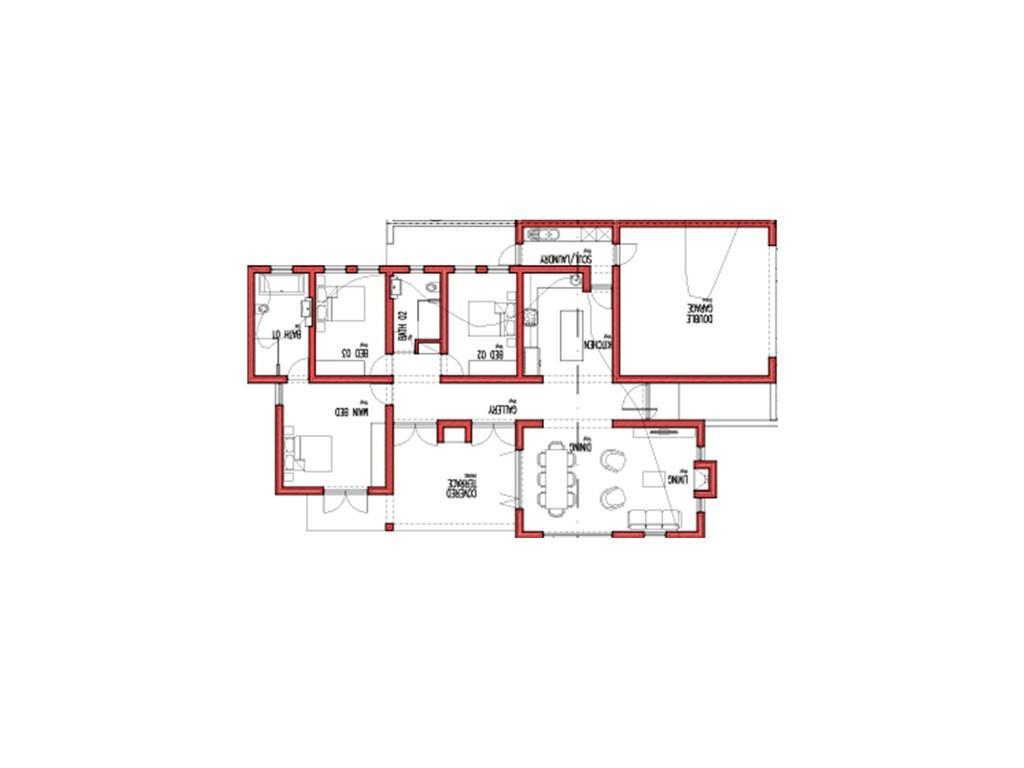 SCUL/LAUNDRY
DOUBLE
GARAGE
BATH 01
BED 03
BATH 02
BED 02
KITCHEN
MAIN BED
GALLERY
DINING
LIVING
COVERED
TERRACE